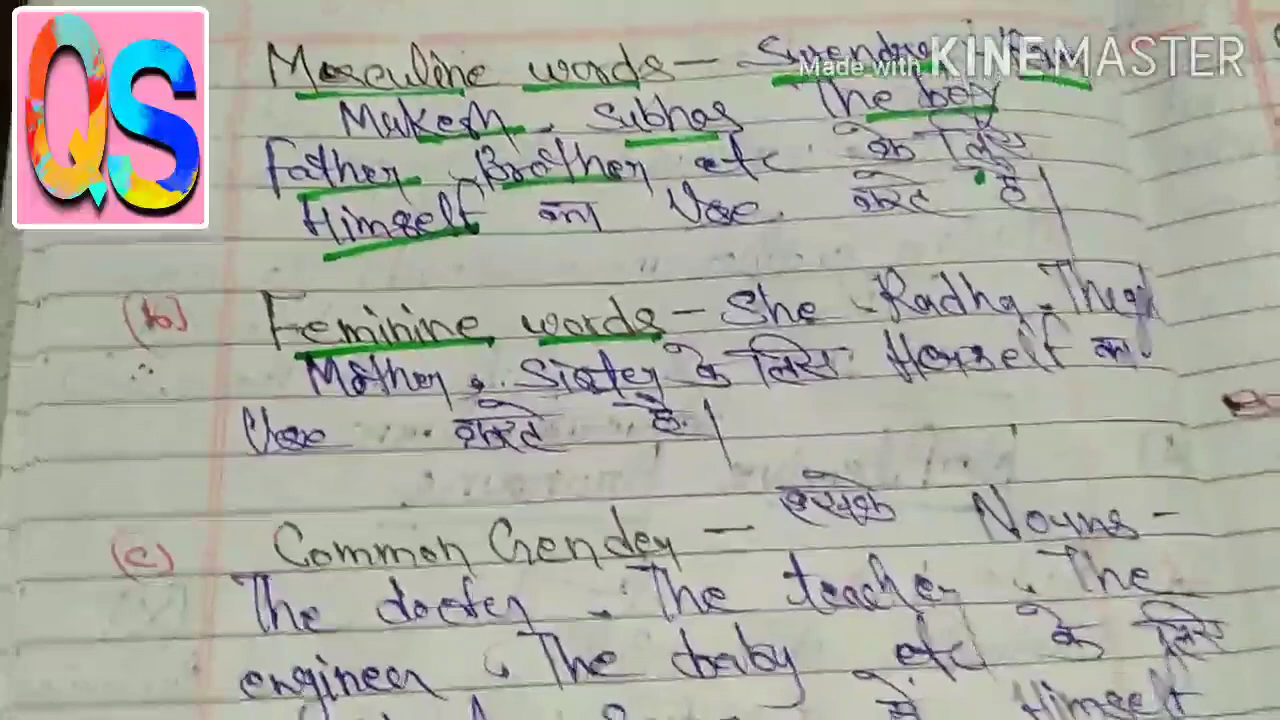 QS
Made with KINEMASTER
Masculine words - Surendra, Ram
Mukesh, Subhas The boy
Father, Brother etc के लिए
Himself का Use करते है|
(b) Feminine words - She - Radha, The
Mother, Sister के लिए Herself का
Use करते है|
(c) Common Gender - Nouns -
The doctor, The teacher, The
engineer, The baby etc के लिए
में Himself